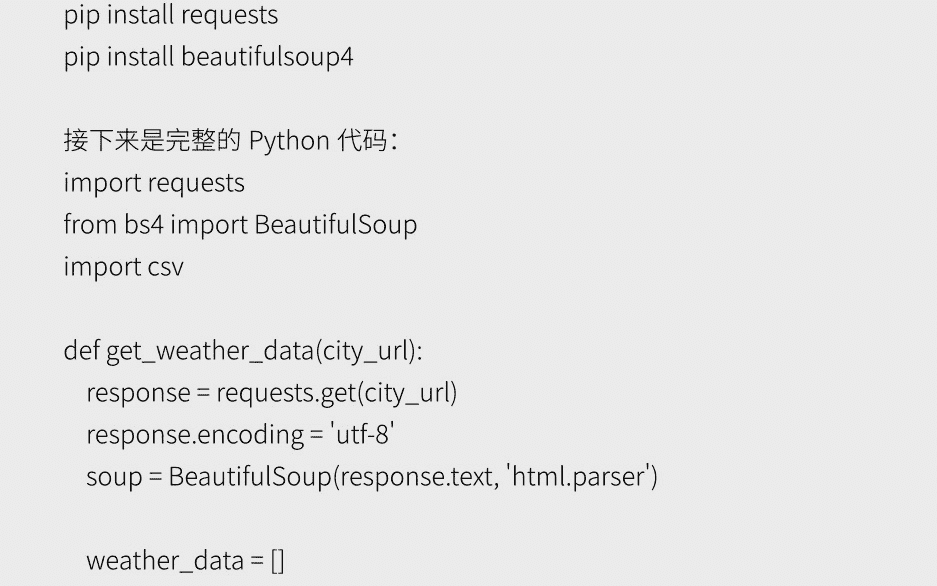 pip install requests
pip install beautifulsoup4
接下来是完整的 Python 代码：
import requests
from bs4 import BeautifulSoup
import csv
def get_weather_data(city_url):
    response = requests.get(city_url)
    response.encoding = 'utf-8'
    soup = BeautifulSoup(response.text, 'html.parser')
    weather_data = []